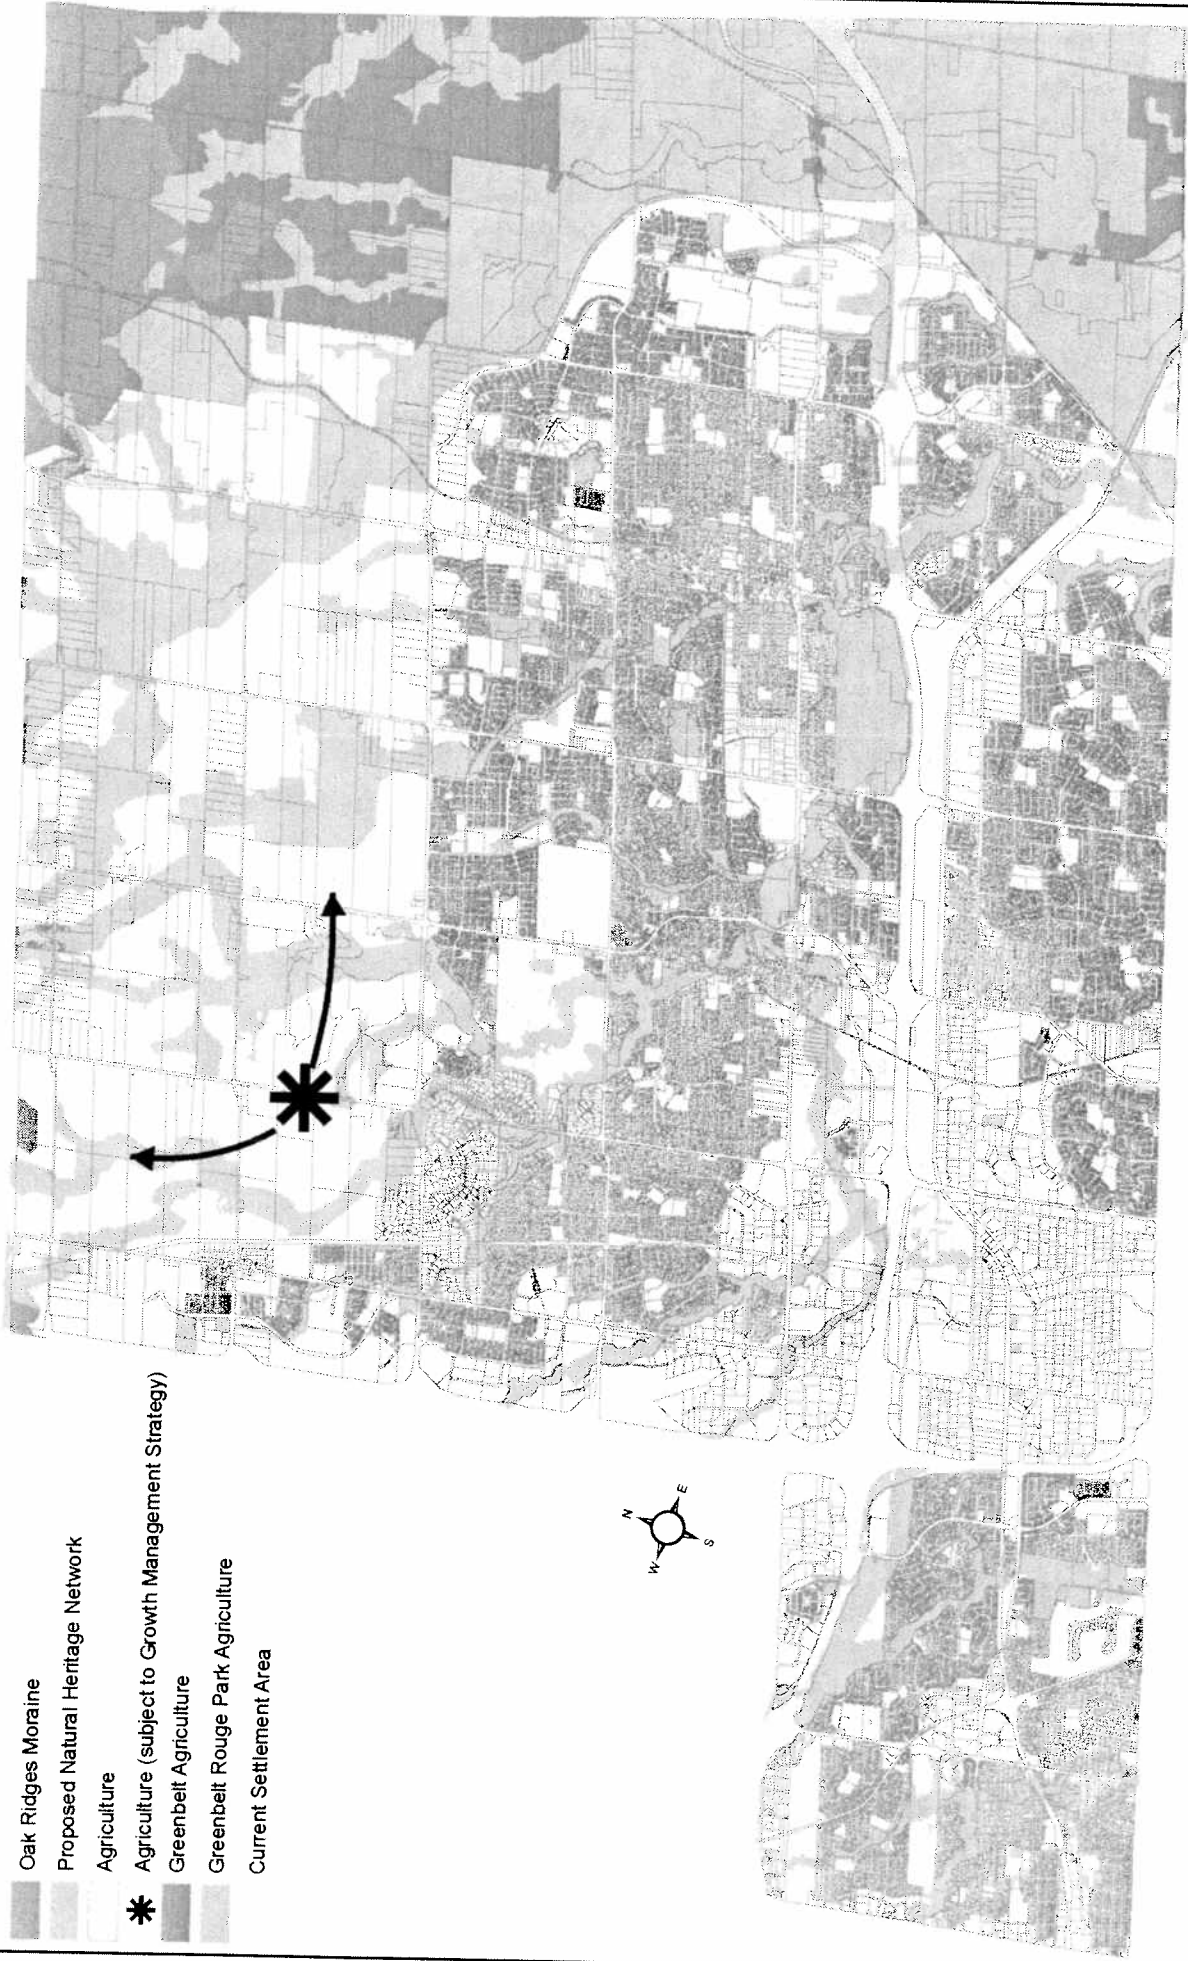 Oak Ridges Moraine
Proposed Natural Heritage Network
Agriculture
Agriculture (subject to Growth Management Strategy)
Greenbelt Agriculture
Greenbelt Rouge Park Agriculture
Current Settlement Area
N
E
S
W